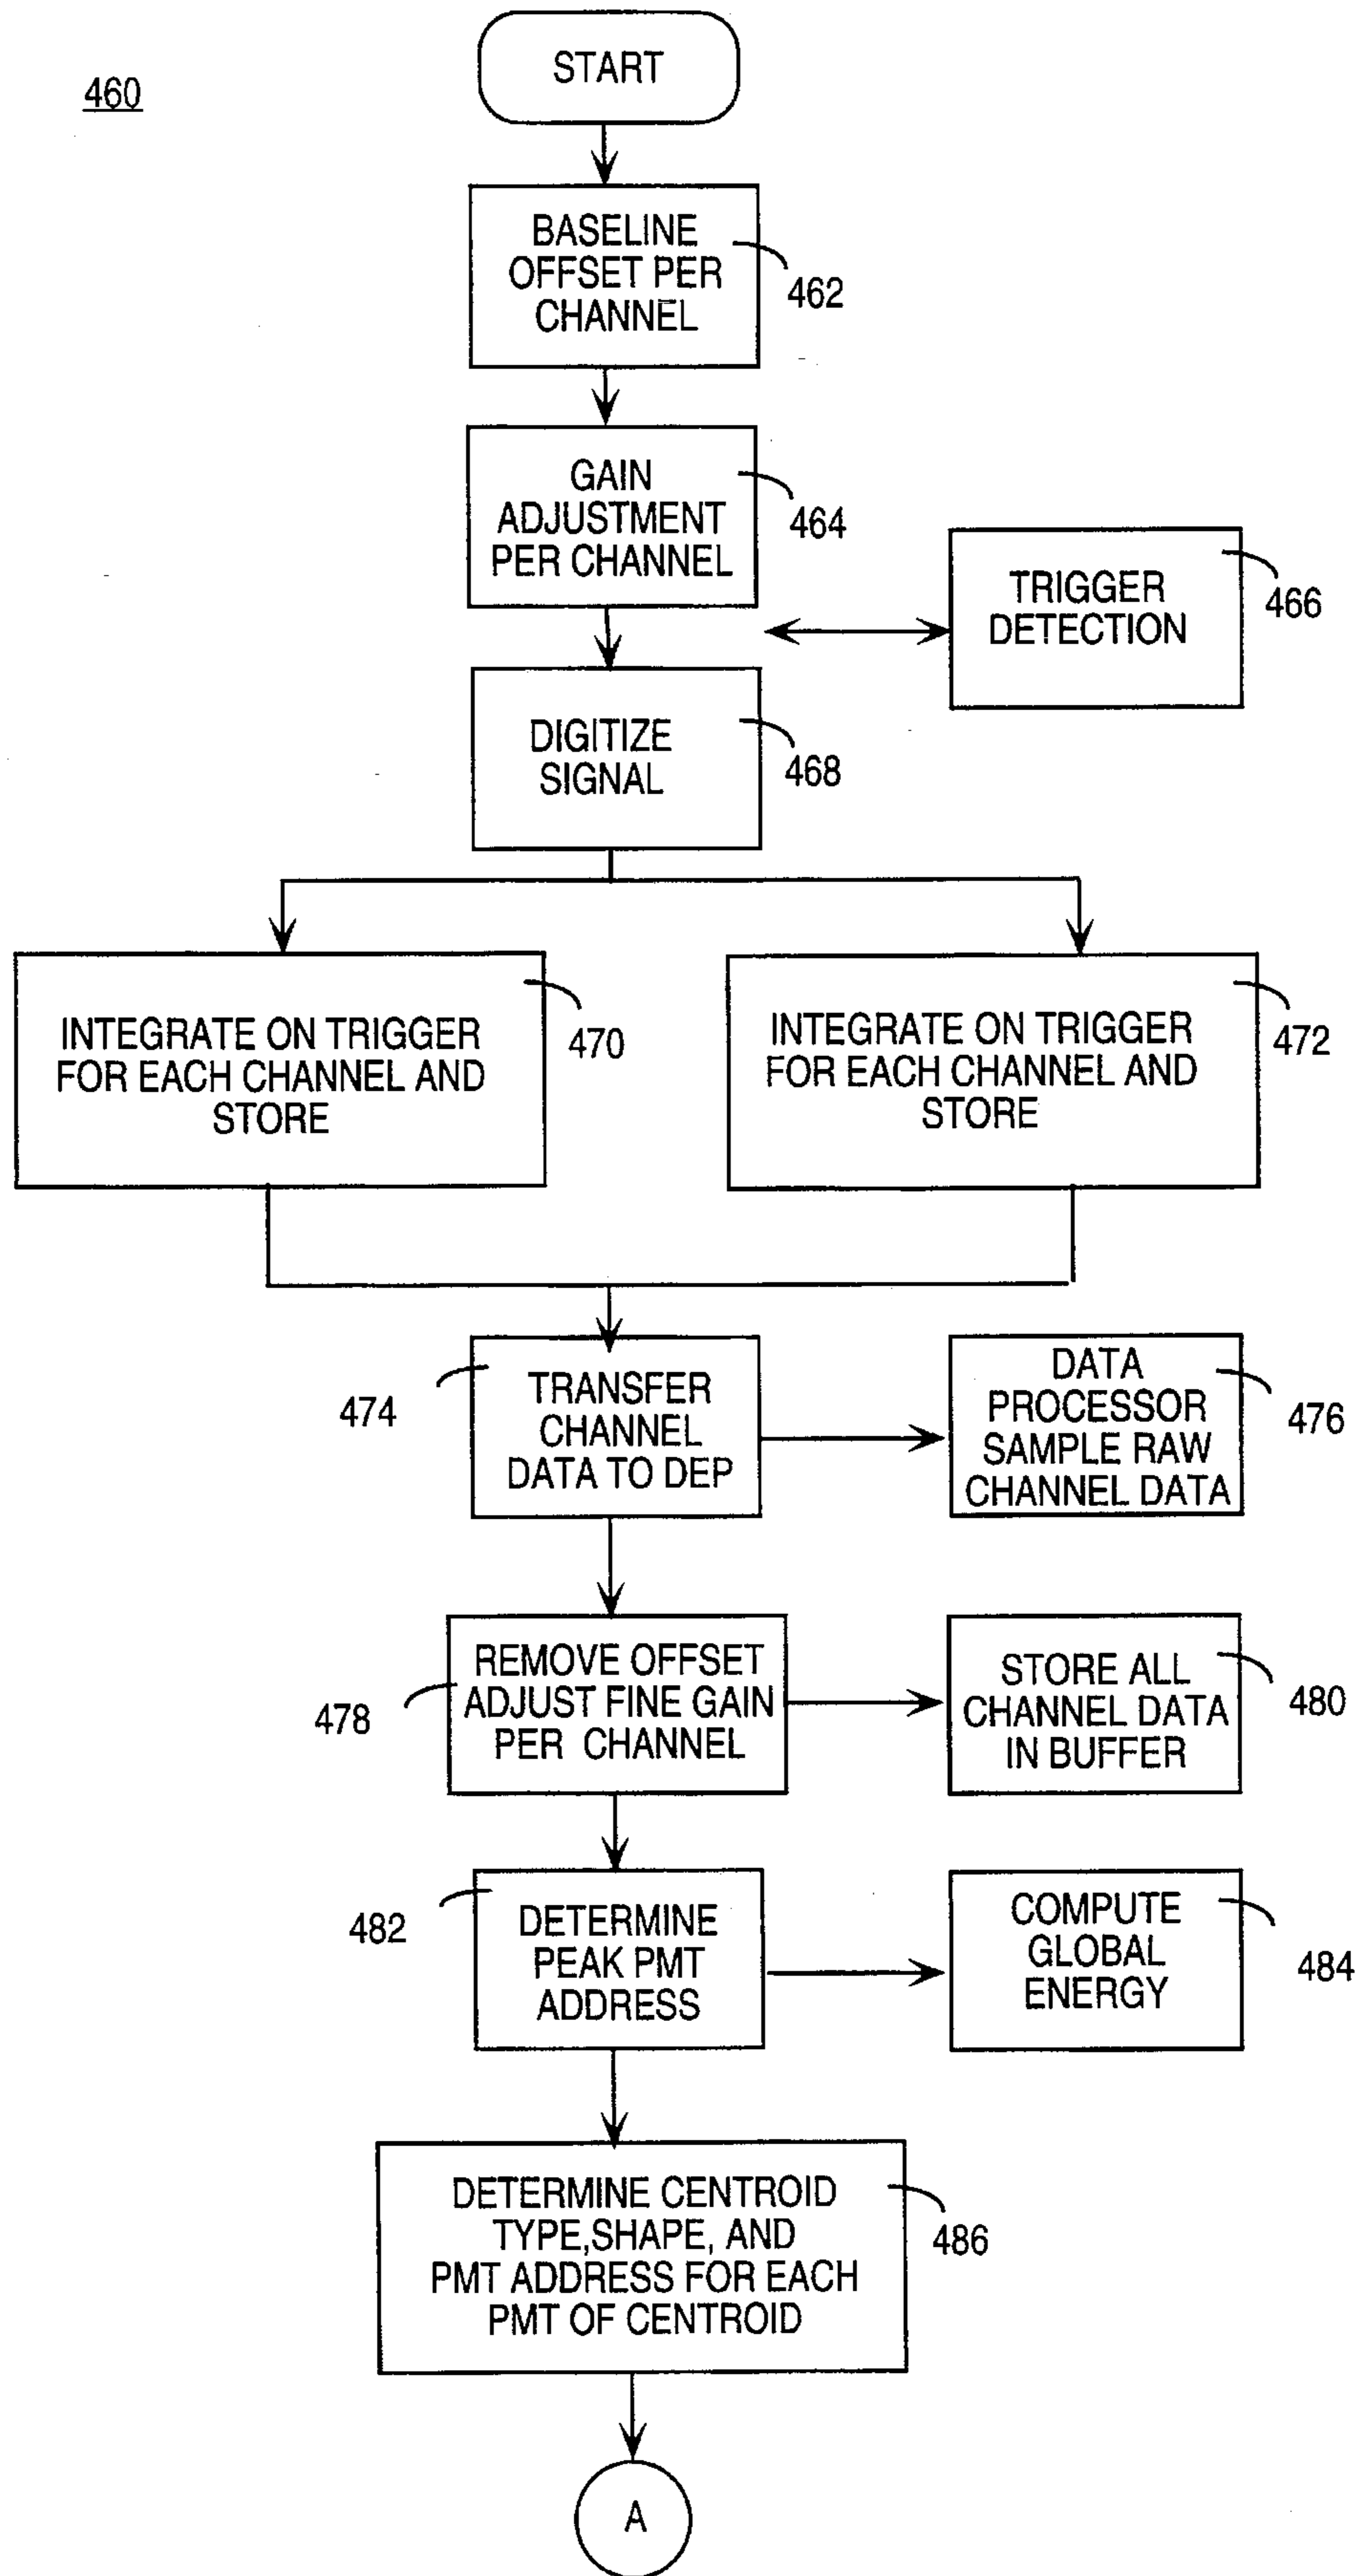 460
START
BASELINE
OFFSET PER
CHANNEL
462
GAIN
ADJUSTMENT
PER CHANNEL
464
TRIGGER
DETECTION
466
DIGITIZE
SIGNAL
468
INTEGRATE ON TRIGGER
FOR EACH CHANNEL AND
STORE
470
INTEGRATE ON TRIGGER
FOR EACH CHANNEL AND
STORE
472
474
TRANSFER
CHANNEL
DATA TO DEP
DATA
PROCESSOR
SAMPLE RAW
CHANNEL DATA
476
478
REMOVE OFFSET
ADJUST FINE GAIN
PER CHANNEL
STORE ALL
CHANNEL DATA
IN BUFFER
480
482
DETERMINE
PEAK PMT
ADDRESS
COMPUTE
GLOBAL
ENERGY
484
DETERMINE CENTROID
TYPE,SHAPE, AND
PMT ADDRESS FOR EACH
PMT OF CENTROID
486
A